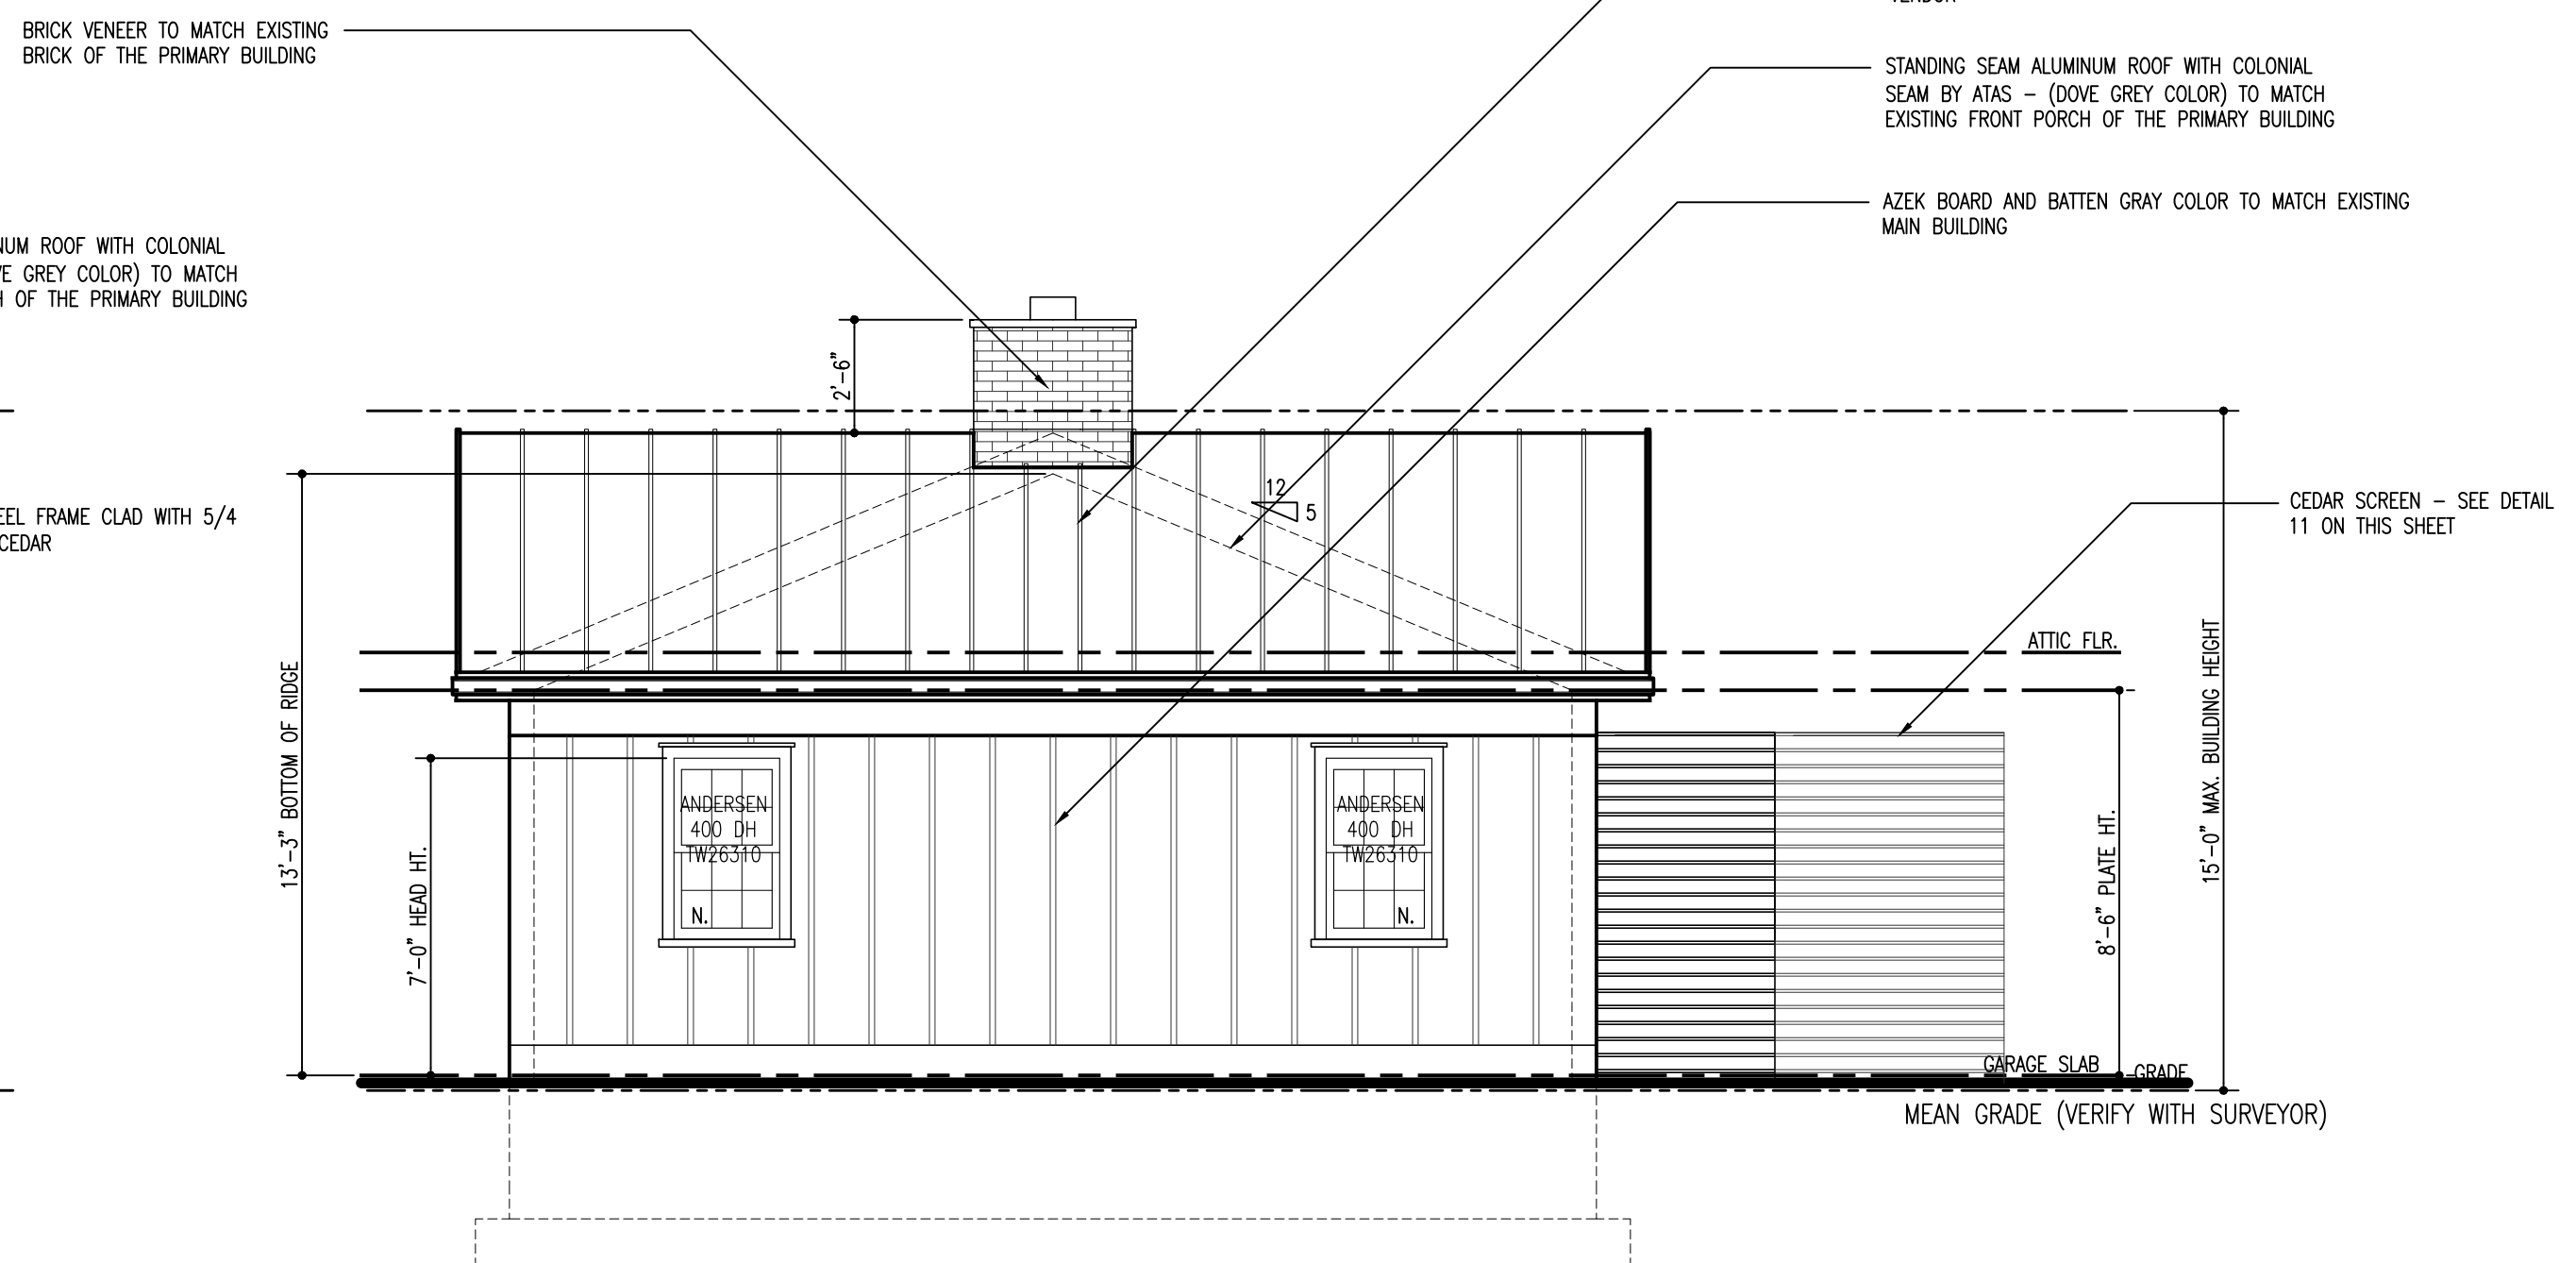 VENDOR
BRICK VENEER TO MATCH EXISTING
BRICK OF THE PRIMARY BUILDING
STANDING SEAM ALUMINUM ROOF WITH COLONIAL
SEAM BY ATAS – (DOVE GREY COLOR) TO MATCH
EXISTING FRONT PORCH OF THE PRIMARY BUILDING
AZEK BOARD AND BATTEN GRAY COLOR TO MATCH EXISTING
MAIN BUILDING
ROOF WITH COLONIAL
GREY COLOR) TO MATCH
OF THE PRIMARY BUILDING
2'-6"
12
5
CEDAR SCREEN – SEE DETAIL
11 ON THIS SHEET
FRAME CLAD WITH 5/4
CEDAR
ATTIC FLR.
13'-3" BOTTOM OF RIDGE
7'-0" HEAD HT.
ANDERSEN
400 DH
TW26310
N.
ANDERSEN
400 DH
TW26310
N.
8'-6" PLATE HT.
15'-0" MAX. BUILDING HEIGHT
GARAGE SLAB
GRADE
MEAN GRADE (VERIFY WITH SURVEYOR)